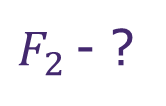 F₂ - ?